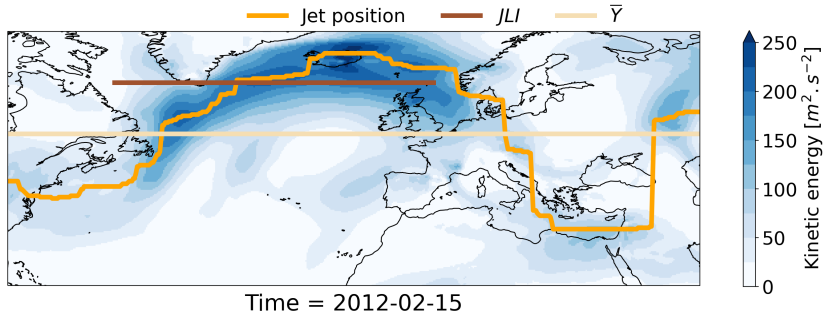 Jet position JLI Y̅
250
200
150
100
50
0
Kinetic energy [m².s⁻²]
Time = 2012-02-15